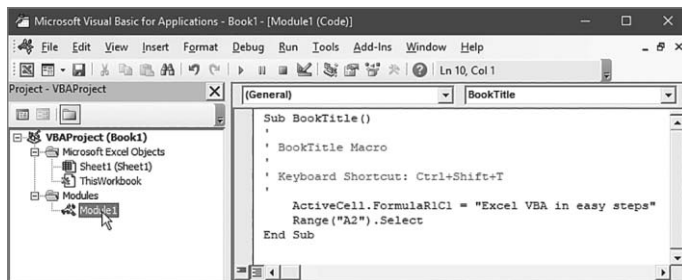 Microsoft Visual Basic for Applications - Book1 - [Module1 (Code)]
File Edit View Insert Format Debug Run Tools Add-Ins Window Help
Ln 10, Col 1
Project - VBAProject
(General) BookTitle
VBAProject (Book1)
Microsoft Excel Objects
Sheet1 (Sheet1)
ThisWorkbook
Modules
Module1
Sub BookTitle()
'
' BookTitle Macro
'
' Keyboard Shortcut: Ctrl+Shift+T
'
ActiveCell.FormulaR1C1 = "Excel VBA in easy steps"
Range("A2").Select
End Sub